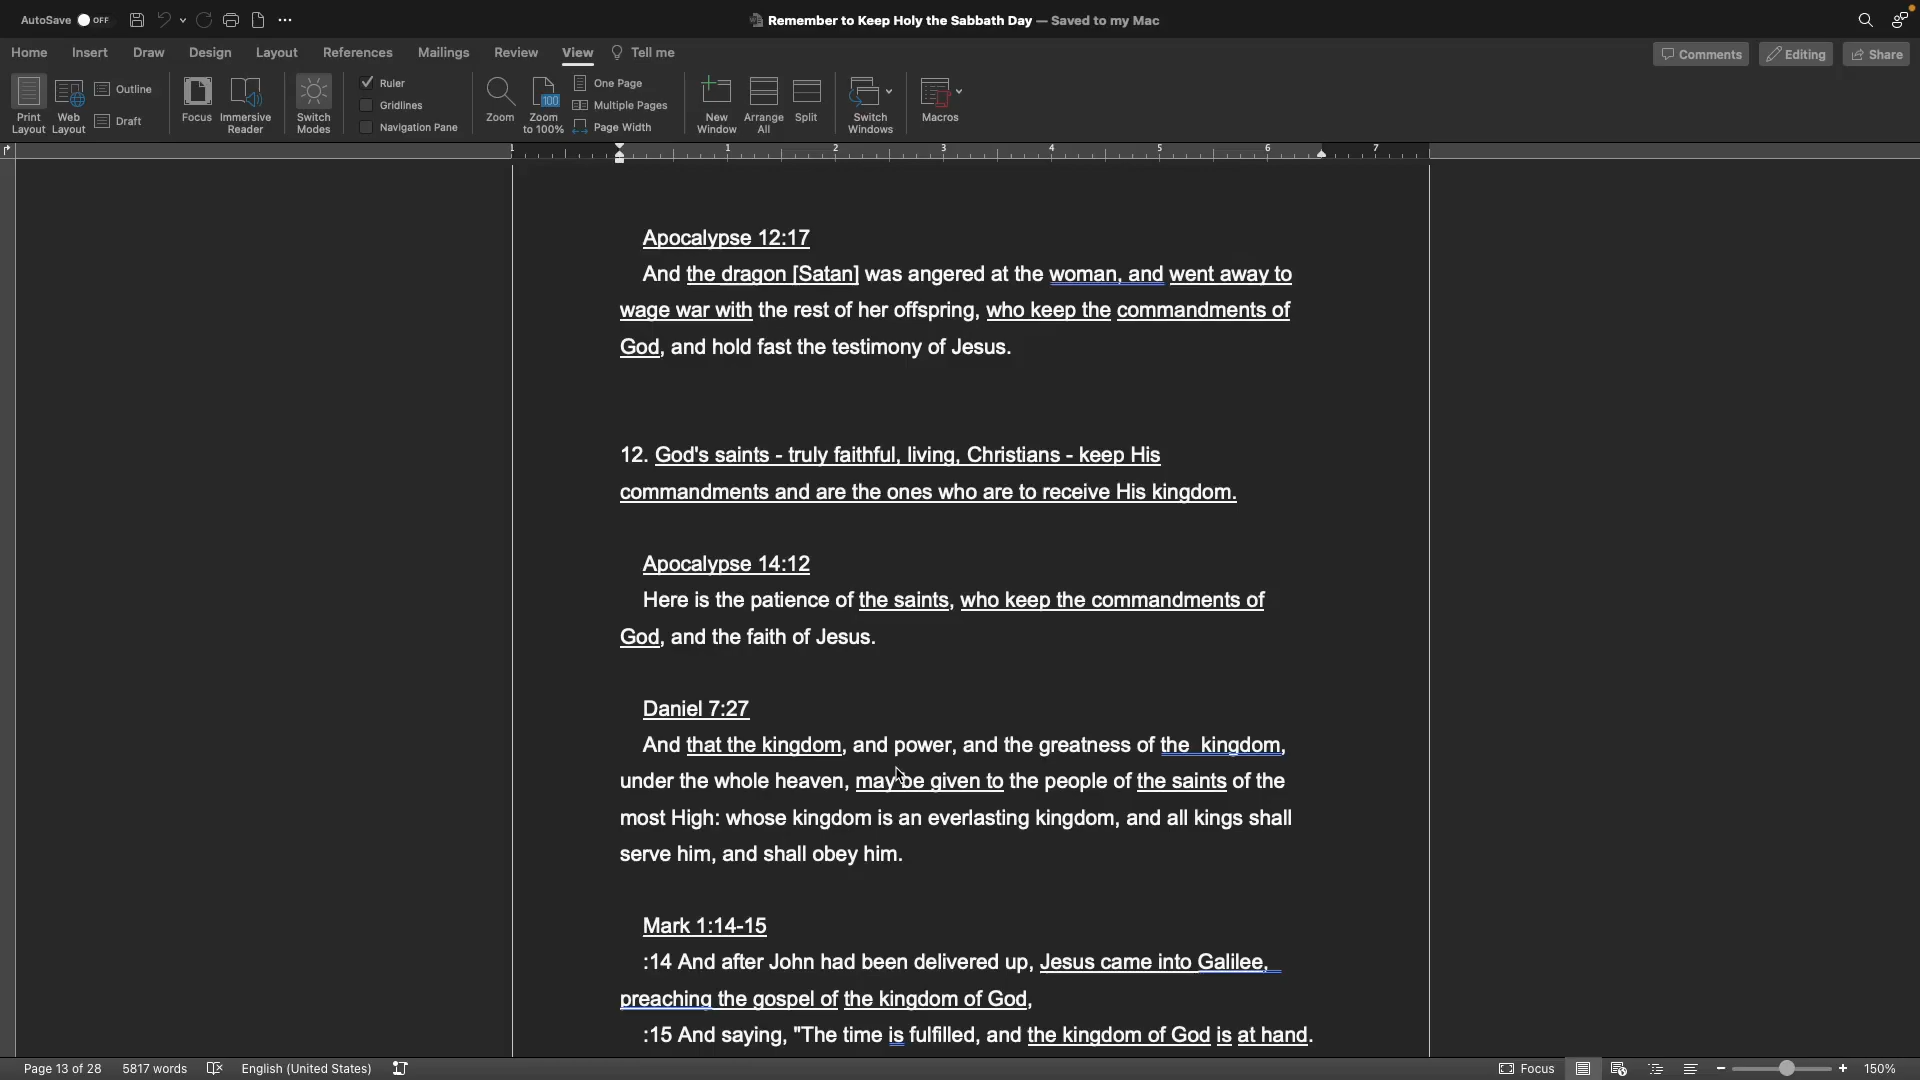 AutoSave OFF
Remember to Keep Holy the Sabbath Day — Saved to my Mac
Home Insert Draw Design Layout References Mailings Review View Tell me
Comments Editing Share
Print Layout
Web Layout
Outline
Draft
Focus
Immersive Reader
Switch Modes
Ruler
Gridlines
Navigation Pane
Zoom
100
Zoom to 100%
One Page
Multiple Pages
Page Width
New Window
Arrange All
Split
Switch Windows
Macros
1 1 2 3 4 5 6 7
Apocalypse 12:17
And the dragon [Satan] was angered at the woman, and went away to
wage war with the rest of her offspring, who keep the commandments of
God, and hold fast the testimony of Jesus.
12. God's saints - truly faithful, living, Christians - keep His
commandments and are the ones who are to receive His kingdom.
Apocalypse 14:12
Here is the patience of the saints, who keep the commandments of
God, and the faith of Jesus.
Daniel 7:27
And that the kingdom, and power, and the greatness of the  kingdom,
under the whole heaven, may be given to the people of the saints of the
most High: whose kingdom is an everlasting kingdom, and all kings shall
serve him, and shall obey him.
Mark 1:14-15
:14 And after John had been delivered up, Jesus came into Galilee,
preaching the gospel of the kingdom of God,
:15 And saying, "The time is fulfilled, and the kingdom of God is at hand.
Page 13 of 28 5817 words English (United States) Focus 150%